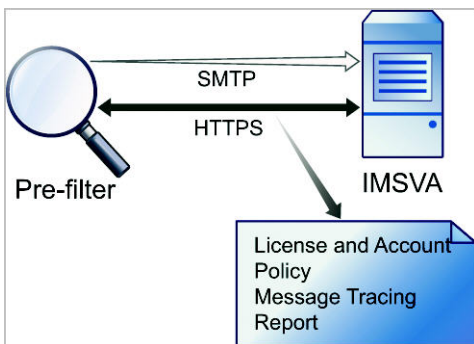 SMTP
HTTPS
Pre-filter
IMSVA
License and Account
Policy
Message Tracing
Report